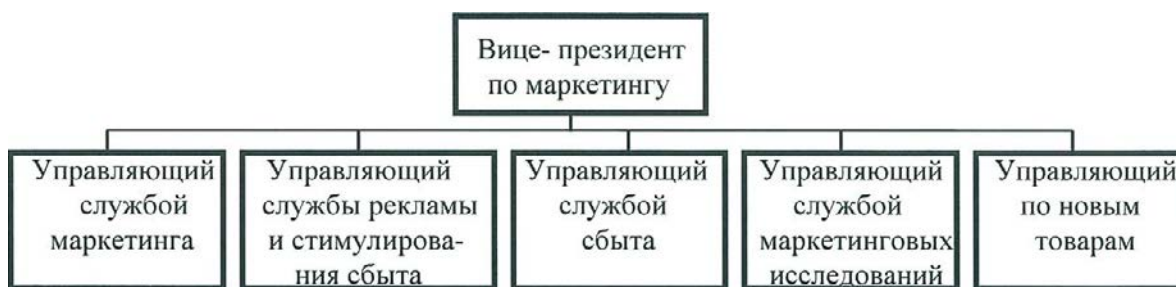 Вице- президент
по маркетингу
Управляющий
службой
маркетинга
Управляющий
службы рекламы
и стимулирова-
ния сбыта
Управляющий
службой
сбыта
Управляющий
службой
маркетинговых
исследований
Управляющий
по новым
товарам